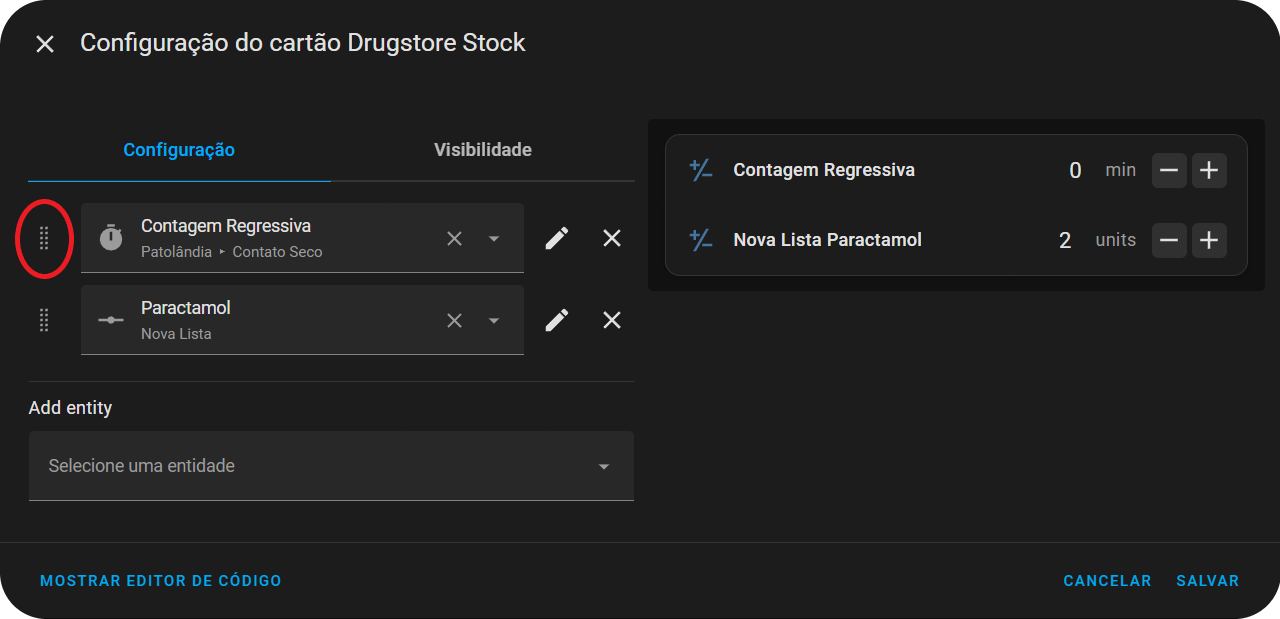 Configuração do cartão Drugstore Stock
Configuração
Visibilidade
Contagem Regressiva
Patolândia ▸ Contato Seco
Paractamol
Nova Lista
Add entity
Selecione uma entidade
Contagem Regressiva 0 min
Nova Lista Paractamol 2 units
MOSTRAR EDITOR DE CÓDIGO
CANCELAR
SALVAR